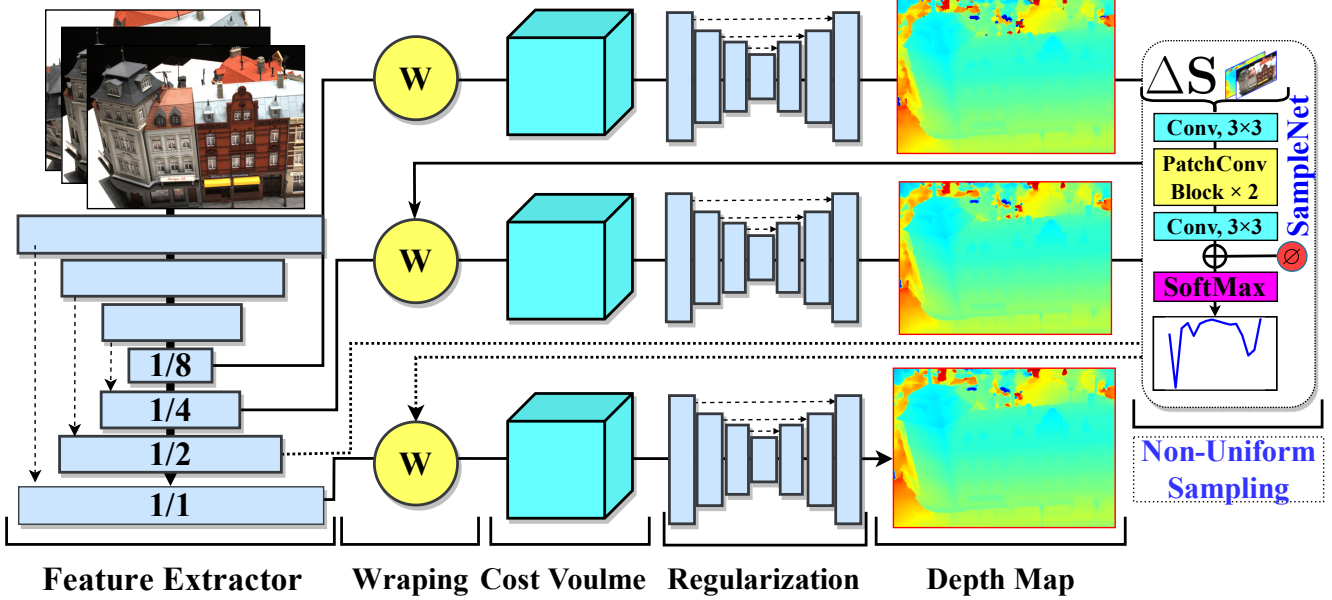 W
ΔS
Conv, 3×3
PatchConv
Block × 2
Conv, 3×3
SampleNet
∅
SoftMax
W
1/8
1/4
1/2
1/1
W
Non-Uniform
Sampling
Feature Extractor
Wraping
Cost Voulme
Regularization
Depth Map